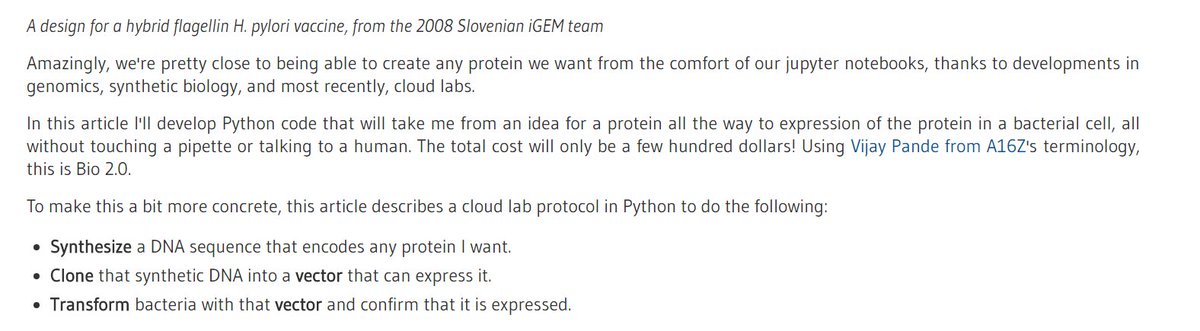 A design for a hybrid flagellin H. pylori vaccine, from the 2008 Slovenian iGEM team
Amazingly, we're pretty close to being able to create any protein we want from the comfort of our jupyter notebooks, thanks to developments in
genomics, synthetic biology, and most recently, cloud labs.
In this article I'll develop Python code that will take me from an idea for a protein all the way to expression of the protein in a bacterial cell, all
without touching a pipette or talking to a human. The total cost will only be a few hundred dollars! Using Vijay Pande from A16Z's terminology,
this is Bio 2.0.
To make this a bit more concrete, this article describes a cloud lab protocol in Python to do the following:
• Synthesize a DNA sequence that encodes any protein I want.
• Clone that synthetic DNA into a vector that can express it.
• Transform bacteria with that vector and confirm that it is expressed.